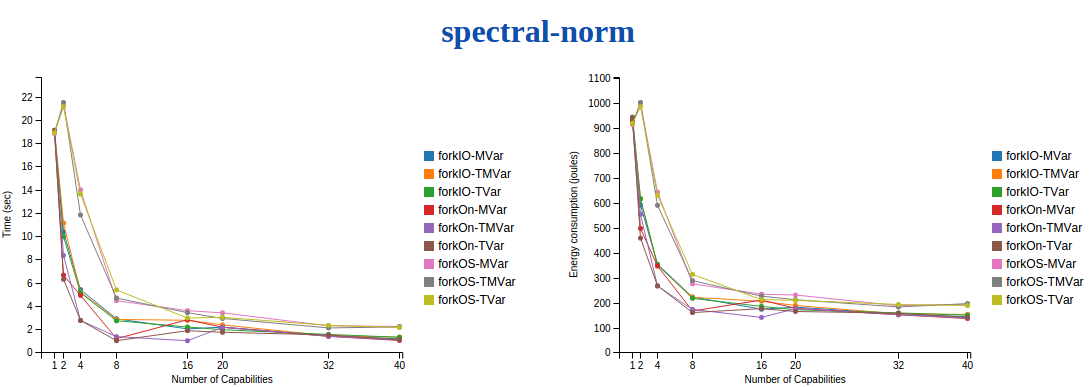 spectral-norm
22
20
18
16
14
12
10
8
6
4
2
0
Time (sec)
1 2 4 8 16 20 32 40
Number of Capabilities
forkIO-MVar
forkIO-TMVar
forkIO-TVar
forkOn-MVar
forkOn-TMVar
forkOn-TVar
forkOS-MVar
forkOS-TMVar
forkOS-TVar
1100
1000
900
800
700
600
500
400
300
200
100
0
Energy consumption (joules)
1 2 4 8 16 20 32 40
Number of Capabilities
forkIO-MVar
forkIO-TMVar
forkIO-TVar
forkOn-MVar
forkOn-TMVar
forkOn-TVar
forkOS-MVar
forkOS-TMVar
forkOS-TVar